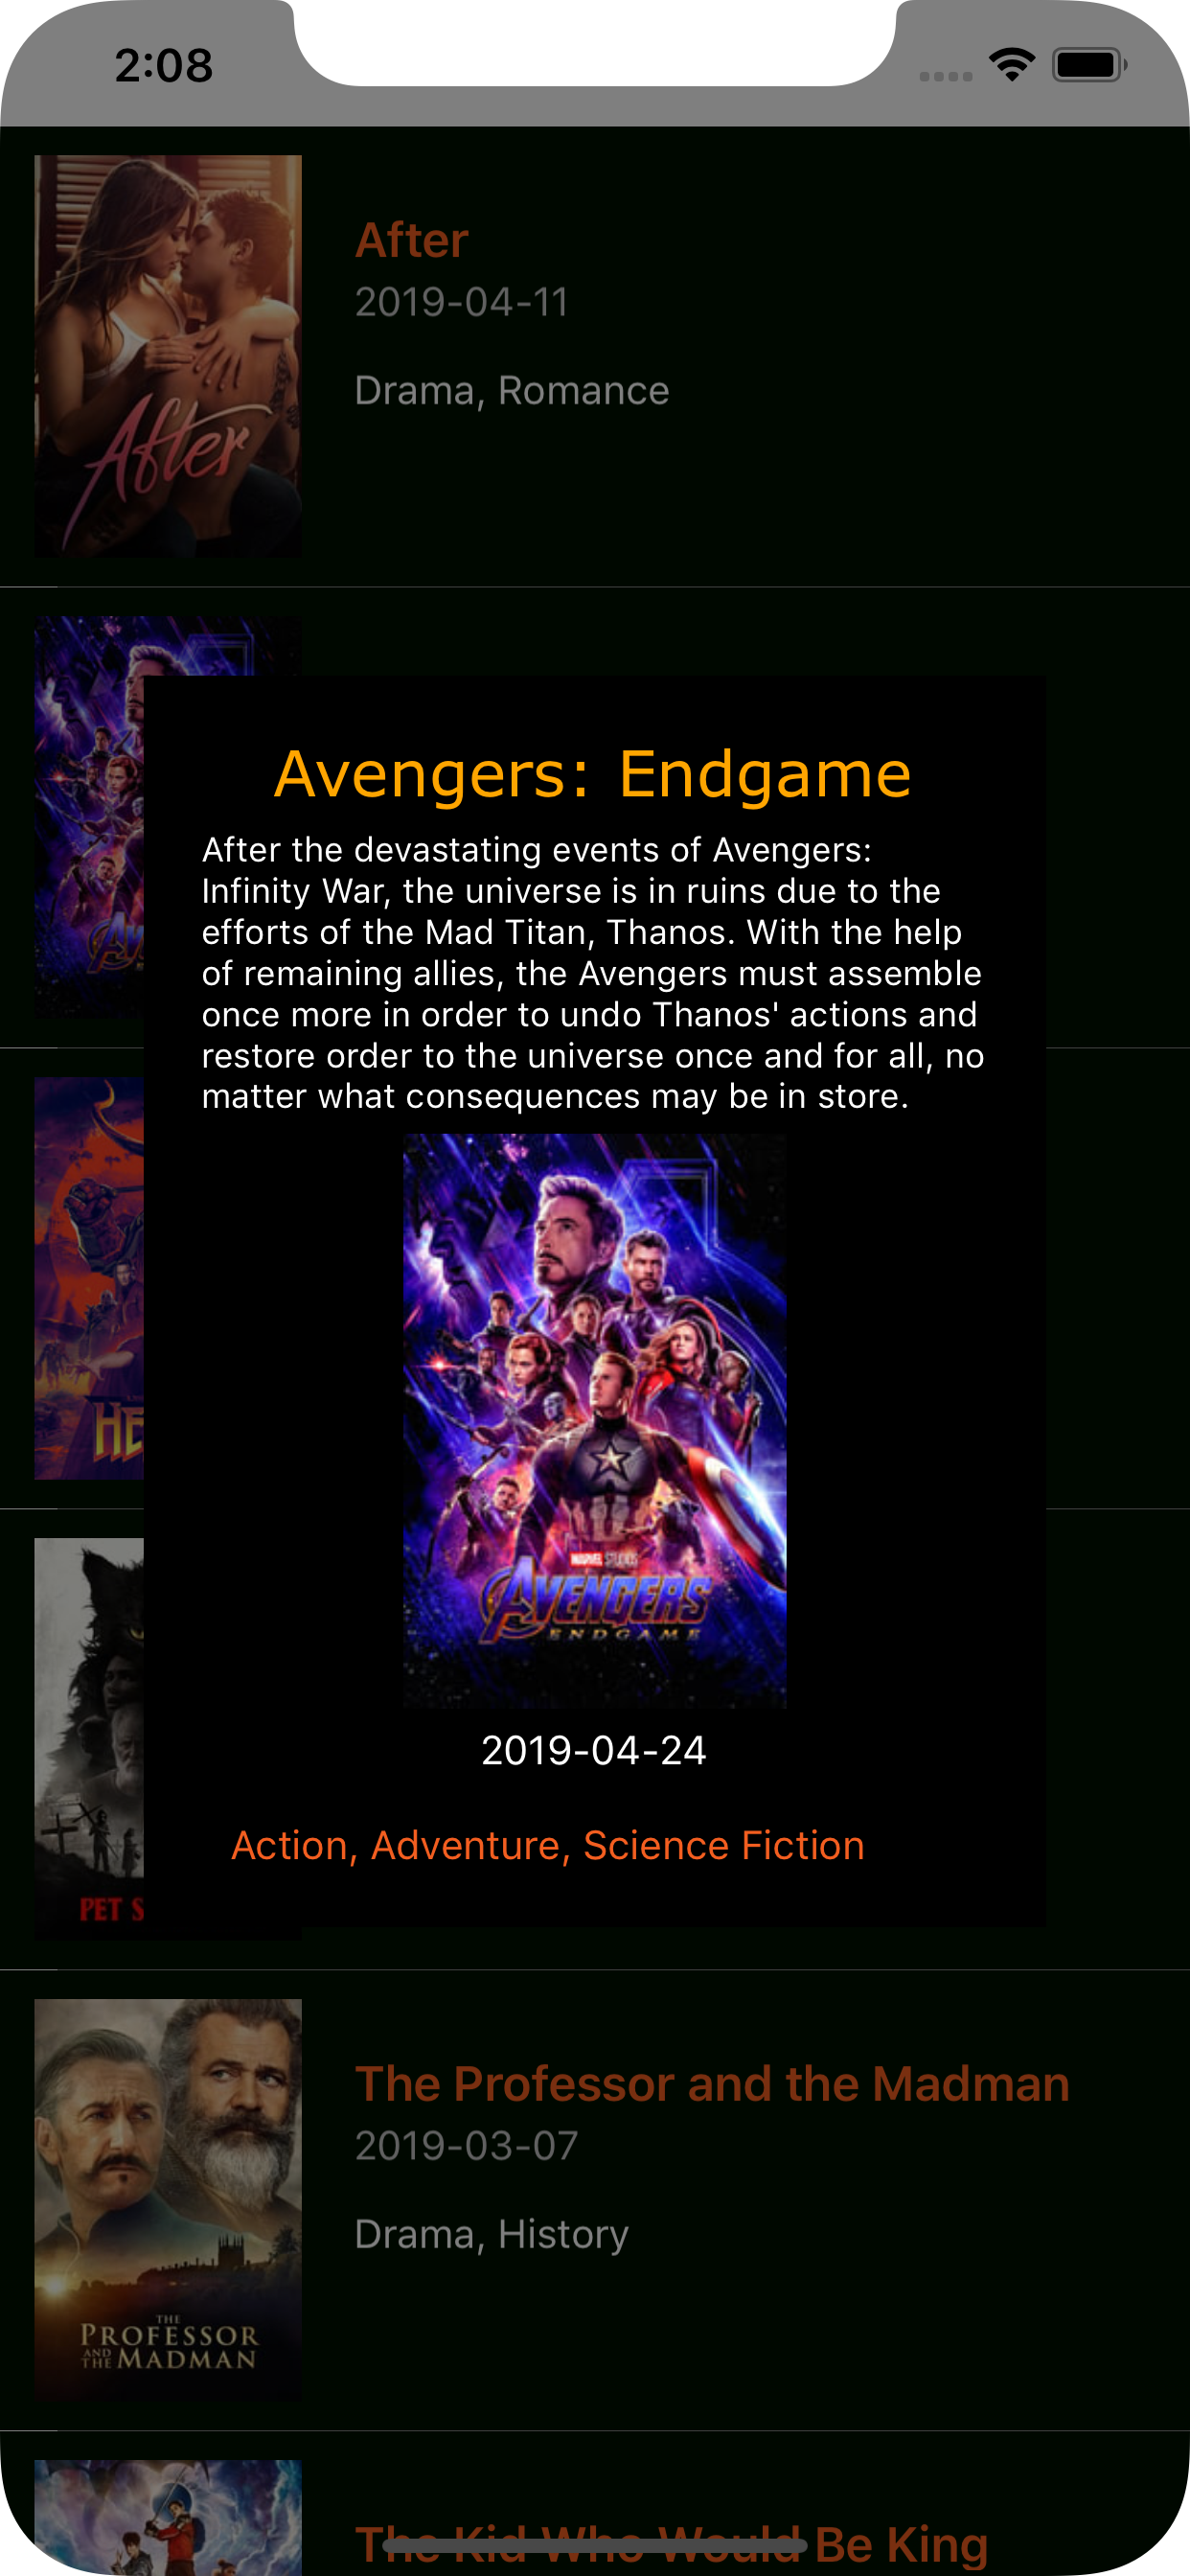 2:08
After
2019-04-11
Drama, Romance
After
Avengers: Endgame
After the devastating events of Avengers:
Infinity War, the universe is in ruins due to the
efforts of the Mad Titan, Thanos. With the help
of remaining allies, the Avengers must assemble
once more in order to undo Thanos' actions and
restore order to the universe once and for all, no
matter what consequences may be in store.
Av
HE
MARVEL STUDIOS
AVENGERS
ENDGAME
2019-04-24
Action, Adventure, Science Fiction
PET S
The Professor and the Madman
2019-03-07
Drama, History
THE
PROFESSOR
AND THE MADMAN
The Kid Who Would Be King